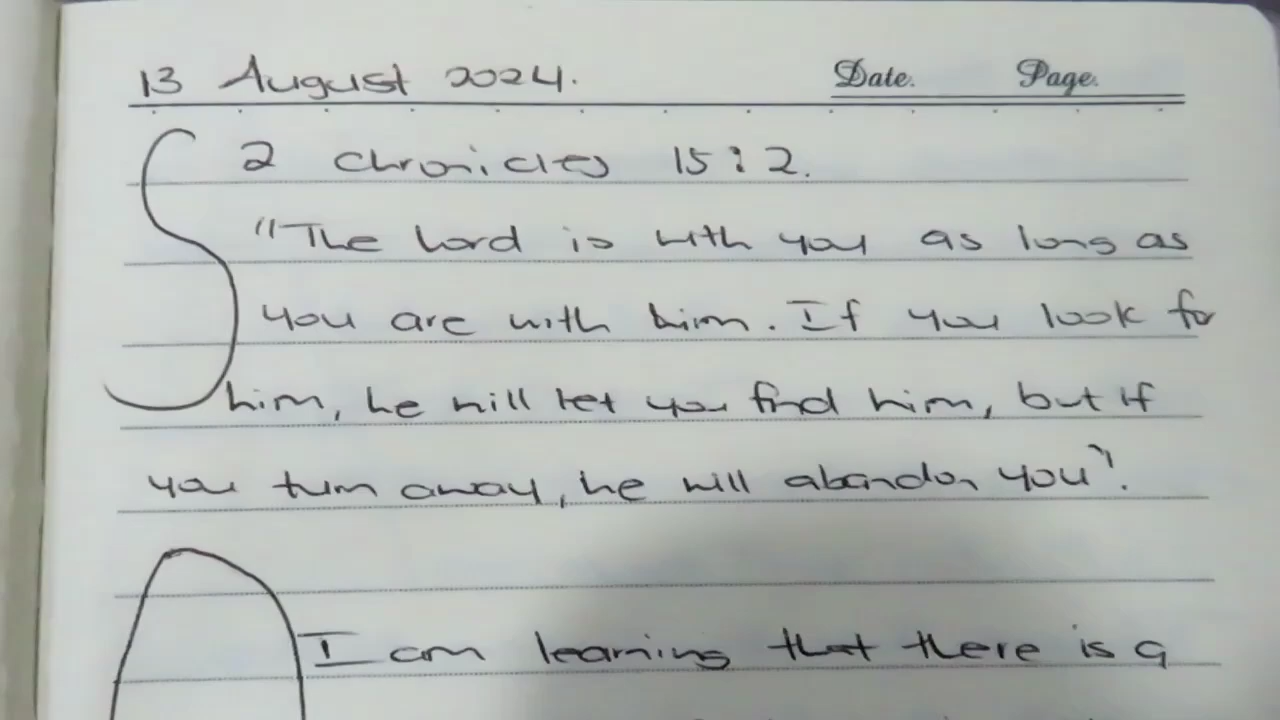 13 August 2024.
Date. Page.
S 2 chronicles 15:2.
"The Lord is with you as long as
you are with him. If you look for
him, he will let you find him, but if
you turn away, he will abandon you".
I am learning that there is a